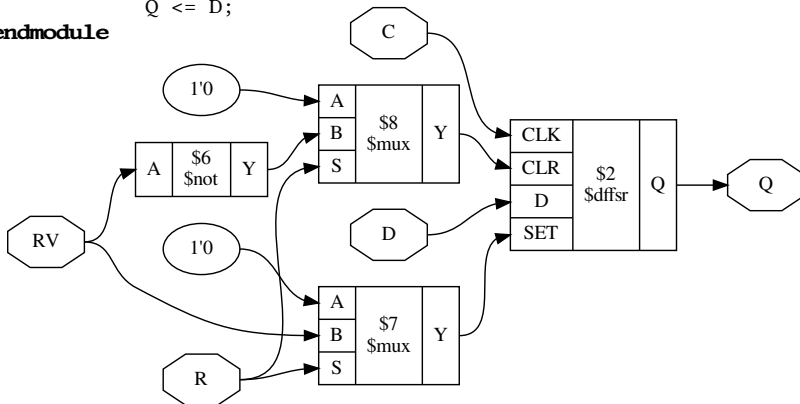 Q <= D;
endmodule
C
1'0
A
B
S
$8
$mux
Y
CLK
CLR
D
SET
$2
$dffsr
Q
Q
A
$6
$not
Y
RV
1'0
D
A
B
S
$7
$mux
Y
R